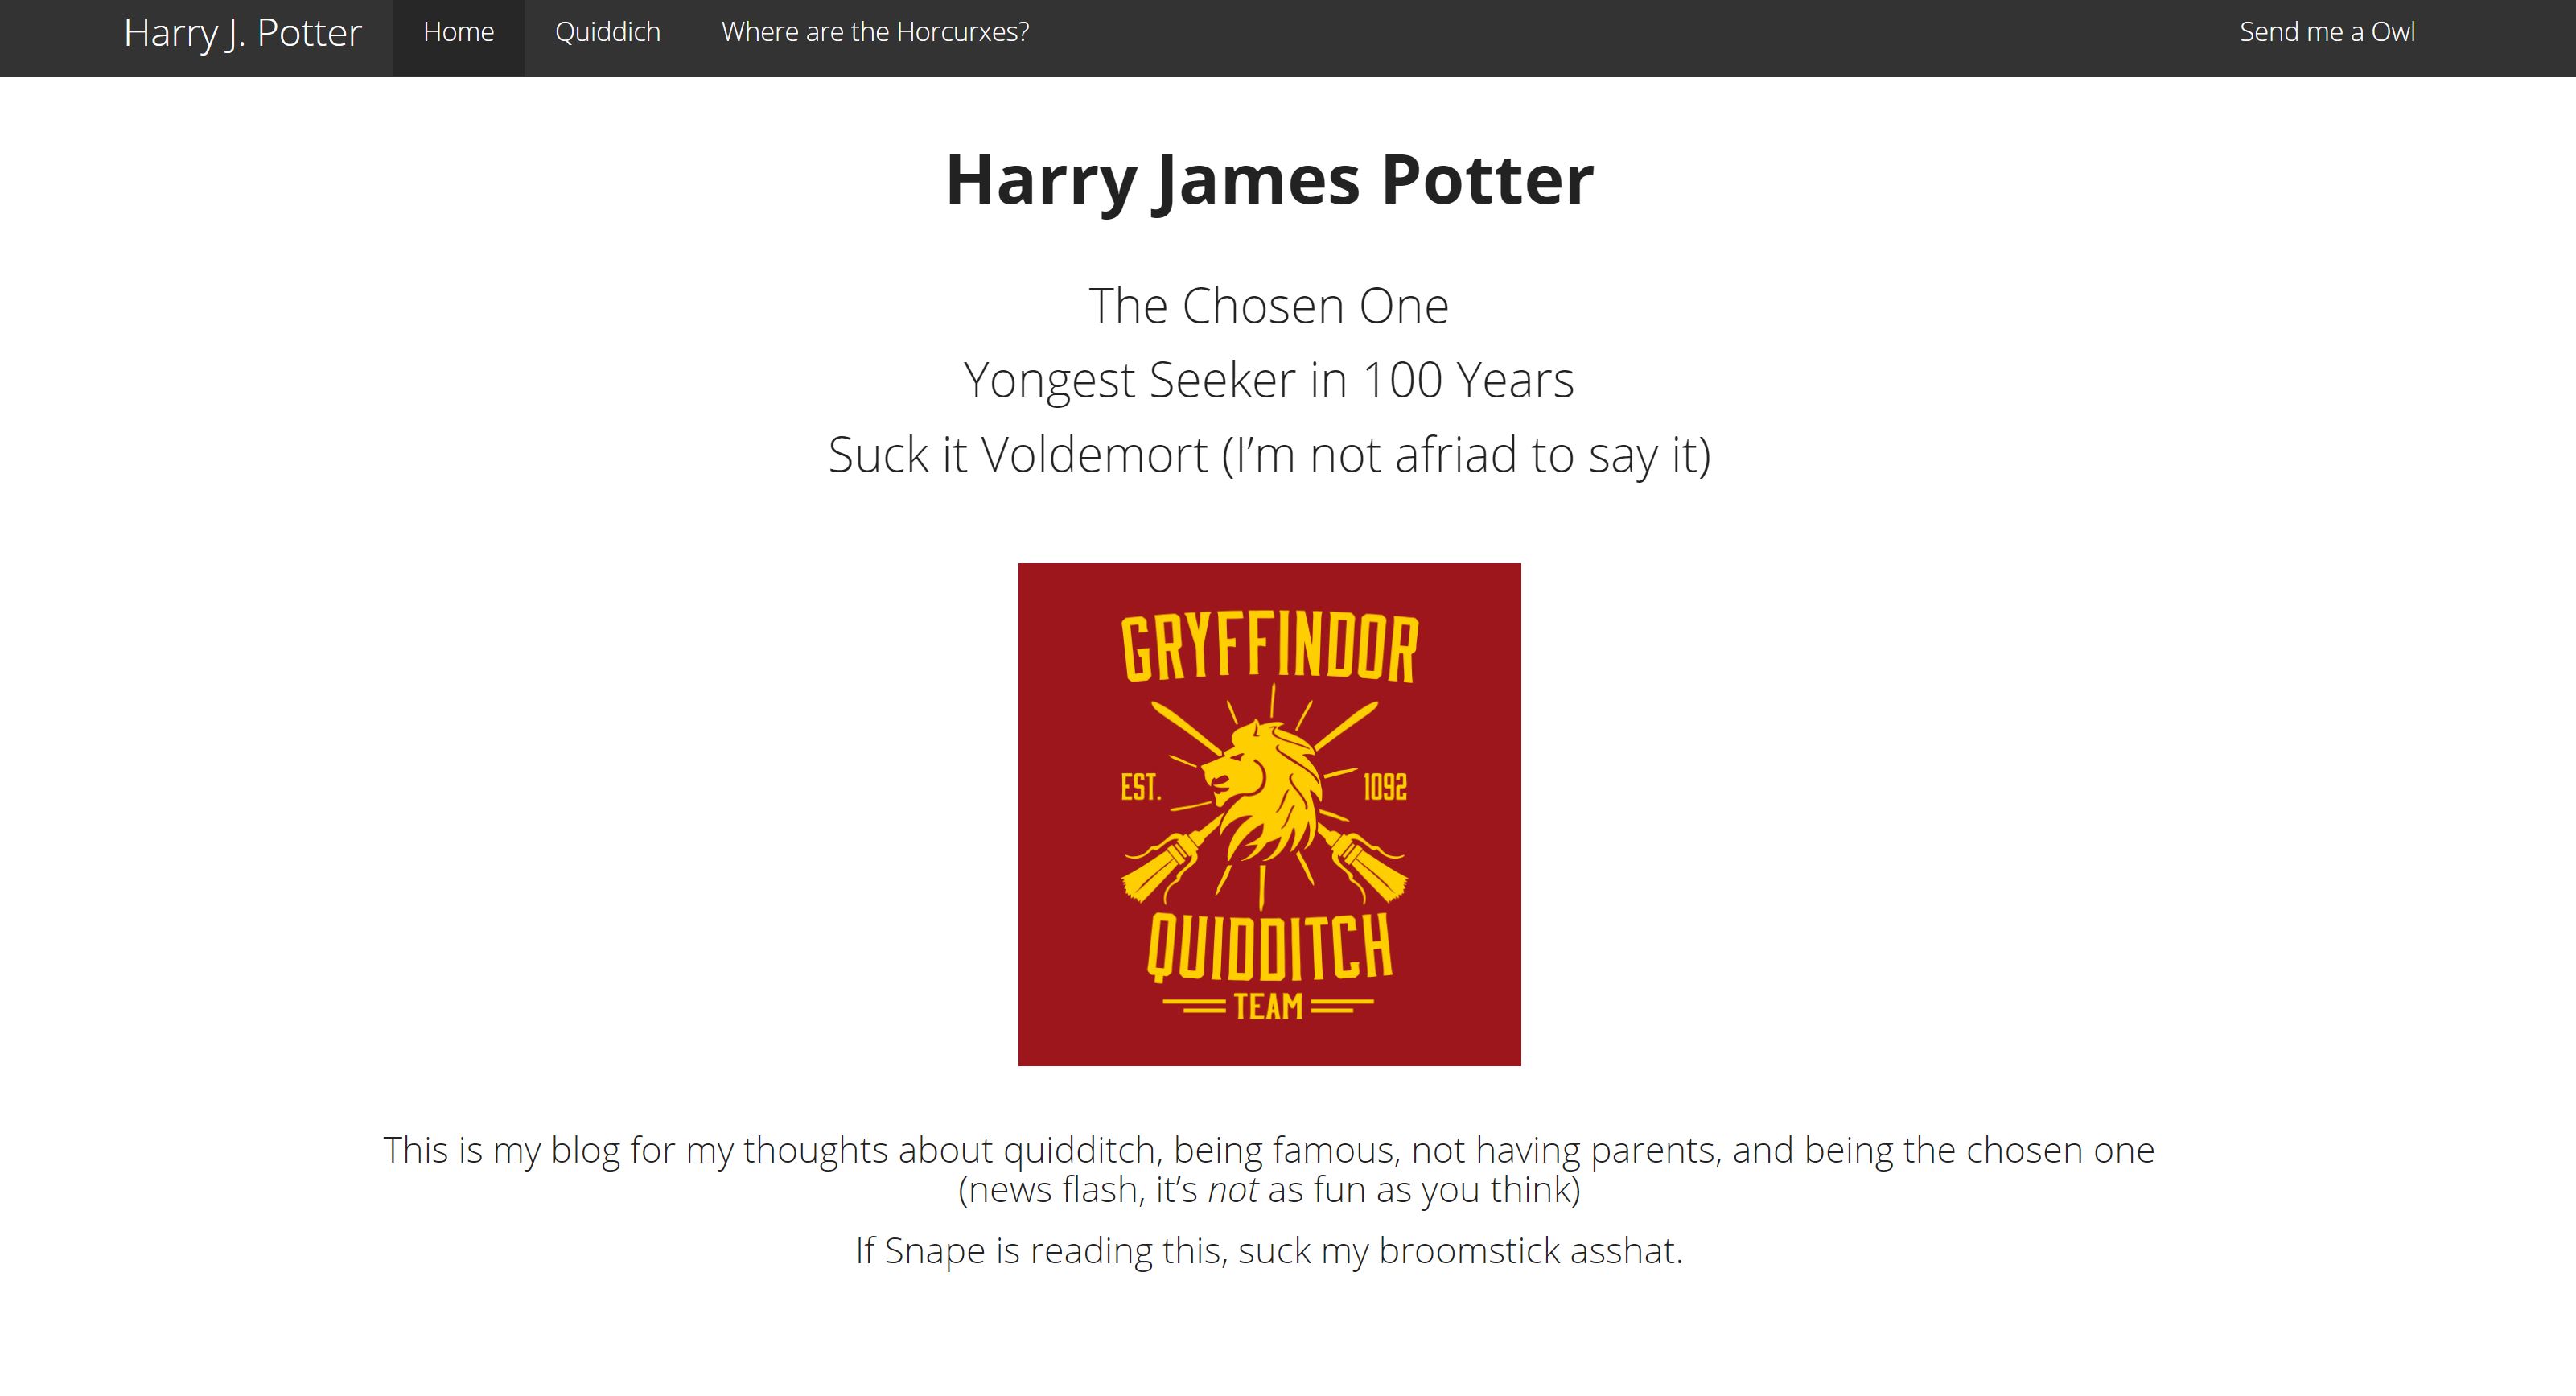 Harry J. Potter
Home
Quiddich
Where are the Horcurxes?
Send me a Owl
Harry James Potter
The Chosen One
Yongest Seeker in 100 Years
Suck it Voldemort (I’m not afriad to say it)
GRYFFINDOR
EST. 1092
QUIDDITCH
TEAM
This is my blog for my thoughts about quidditch, being famous, not having parents, and being the chosen one
(news flash, it’s not as fun as you think)
If Snape is reading this, suck my broomstick asshat.